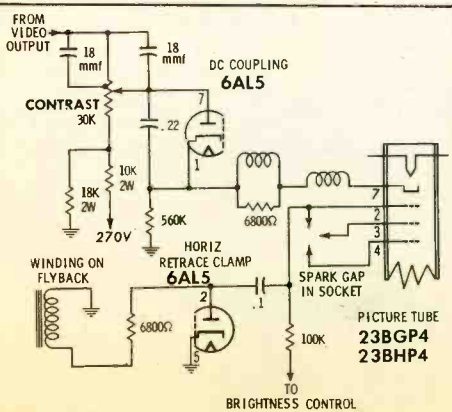 FROM
VIDEO
OUTPUT
18
mmf
18
mmf
DC COUPLING
6AL5
CONTRAST
30K
7
.22
1
18K
2W
10K
2W
270V
560K
6800Ω
7
2
3
4
SPARK GAP
IN SOCKET
HORIZ
RETRACE CLAMP
6AL5
WINDING ON
FLYBACK
6800Ω
2
5
.1
100K
PICTURE TUBE
23BGP4
23BHP4
TO
BRIGHTNESS CONTROL